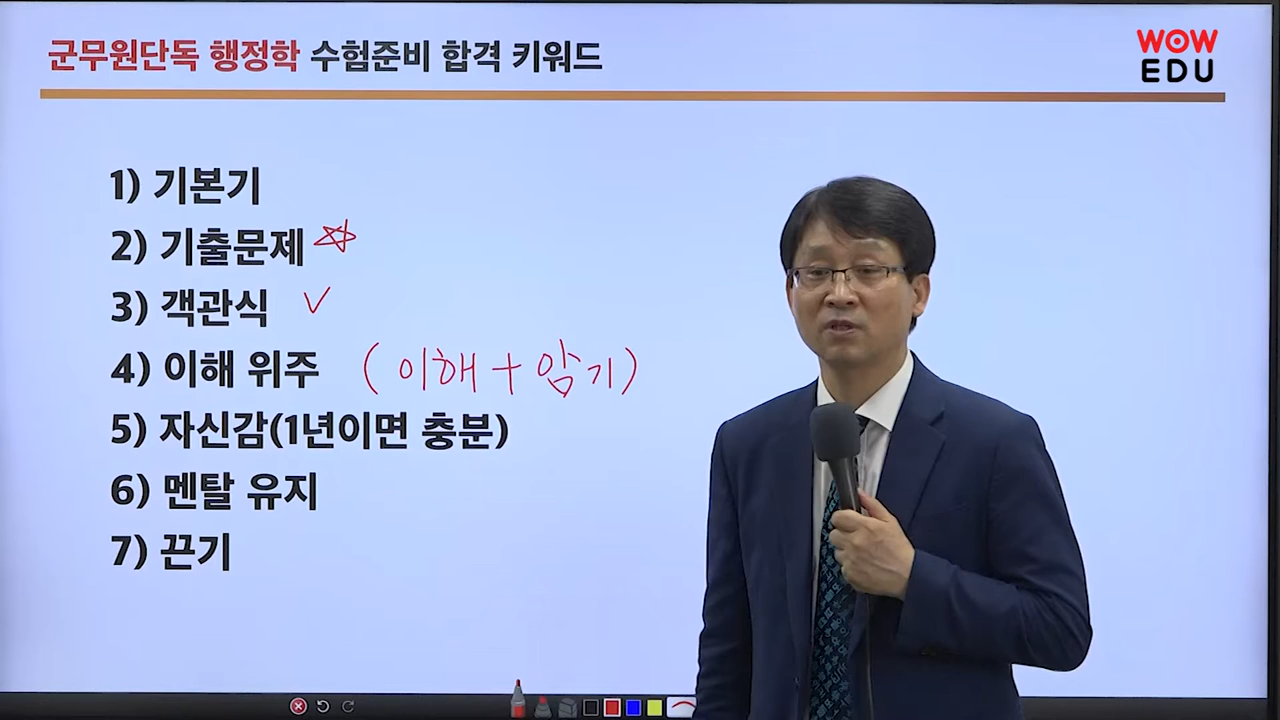 군무원단독 행정학 수험준비 합격 키워드
WOW
EDU
1) 기본기
2) 기출문제
3) 객관식
4) 이해 위주 (이해 + 암기)
5) 자신감(1년이면 충분)
6) 멘탈 유지
7) 끈기